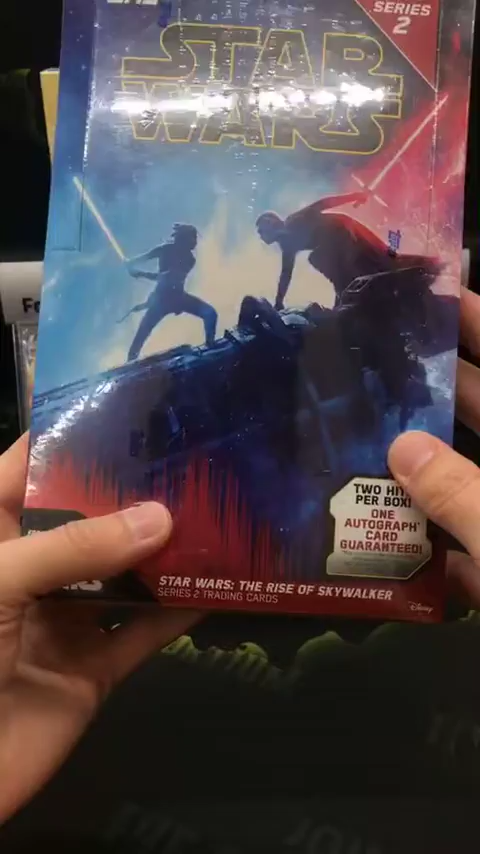 SERIES
2
STAR
WARS
TWO HITS
PER BOX!
ONE
AUTOGRAPH
CARD
GUARANTEED!
STAR WARS: THE RISE OF SKYWALKER
SERIES 2 TRADING CARDS
Disney